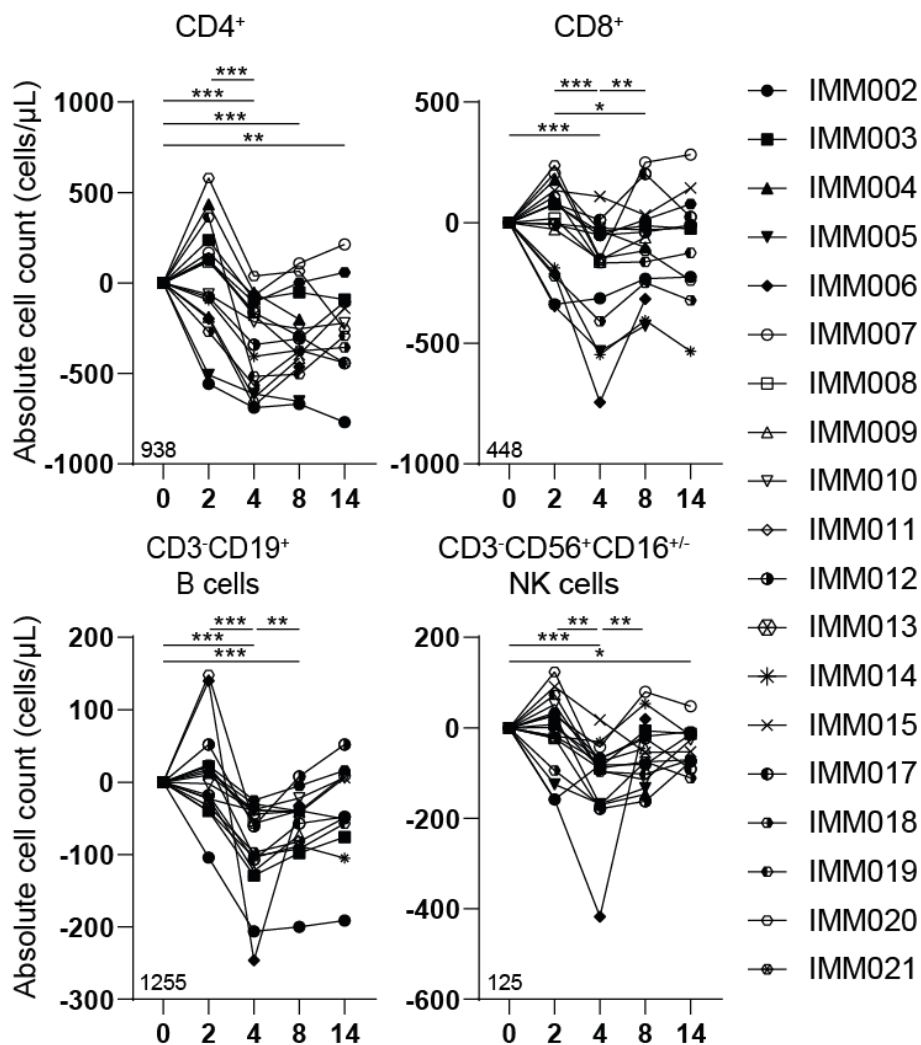 CD4⁺
CD8⁺
Absolute cell count (cells/µL)
***
***
***
**
1000
500
0
-500
-1000
938
0 2 4 8 14
*** **
*
***
500
0
-500
-1000
448
0 2 4 8 14
CD3⁻CD19⁺
B cells
CD3⁻CD56⁺CD16⁺/⁻
NK cells
Absolute cell count (cells/µL)
*** **
***
***
200
100
0
-100
-200
-300
1255
0 2 4 8 14
** **
***
*
200
0
-200
-400
-600
125
0 2 4 8 14
IMM002
IMM003
IMM004
IMM005
IMM006
IMM007
IMM008
IMM009
IMM010
IMM011
IMM012
IMM013
IMM014
IMM015
IMM017
IMM018
IMM019
IMM020
IMM021